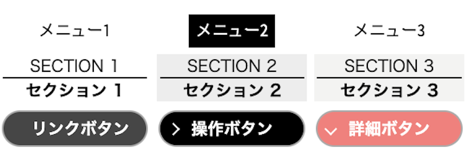 メニュー1 メニュー2 メニュー3
SECTION 1 SECTION 2 SECTION 3
セクション 1 セクション 2 セクション 3
リンクボタン 操作ボタン 詳細ボタン